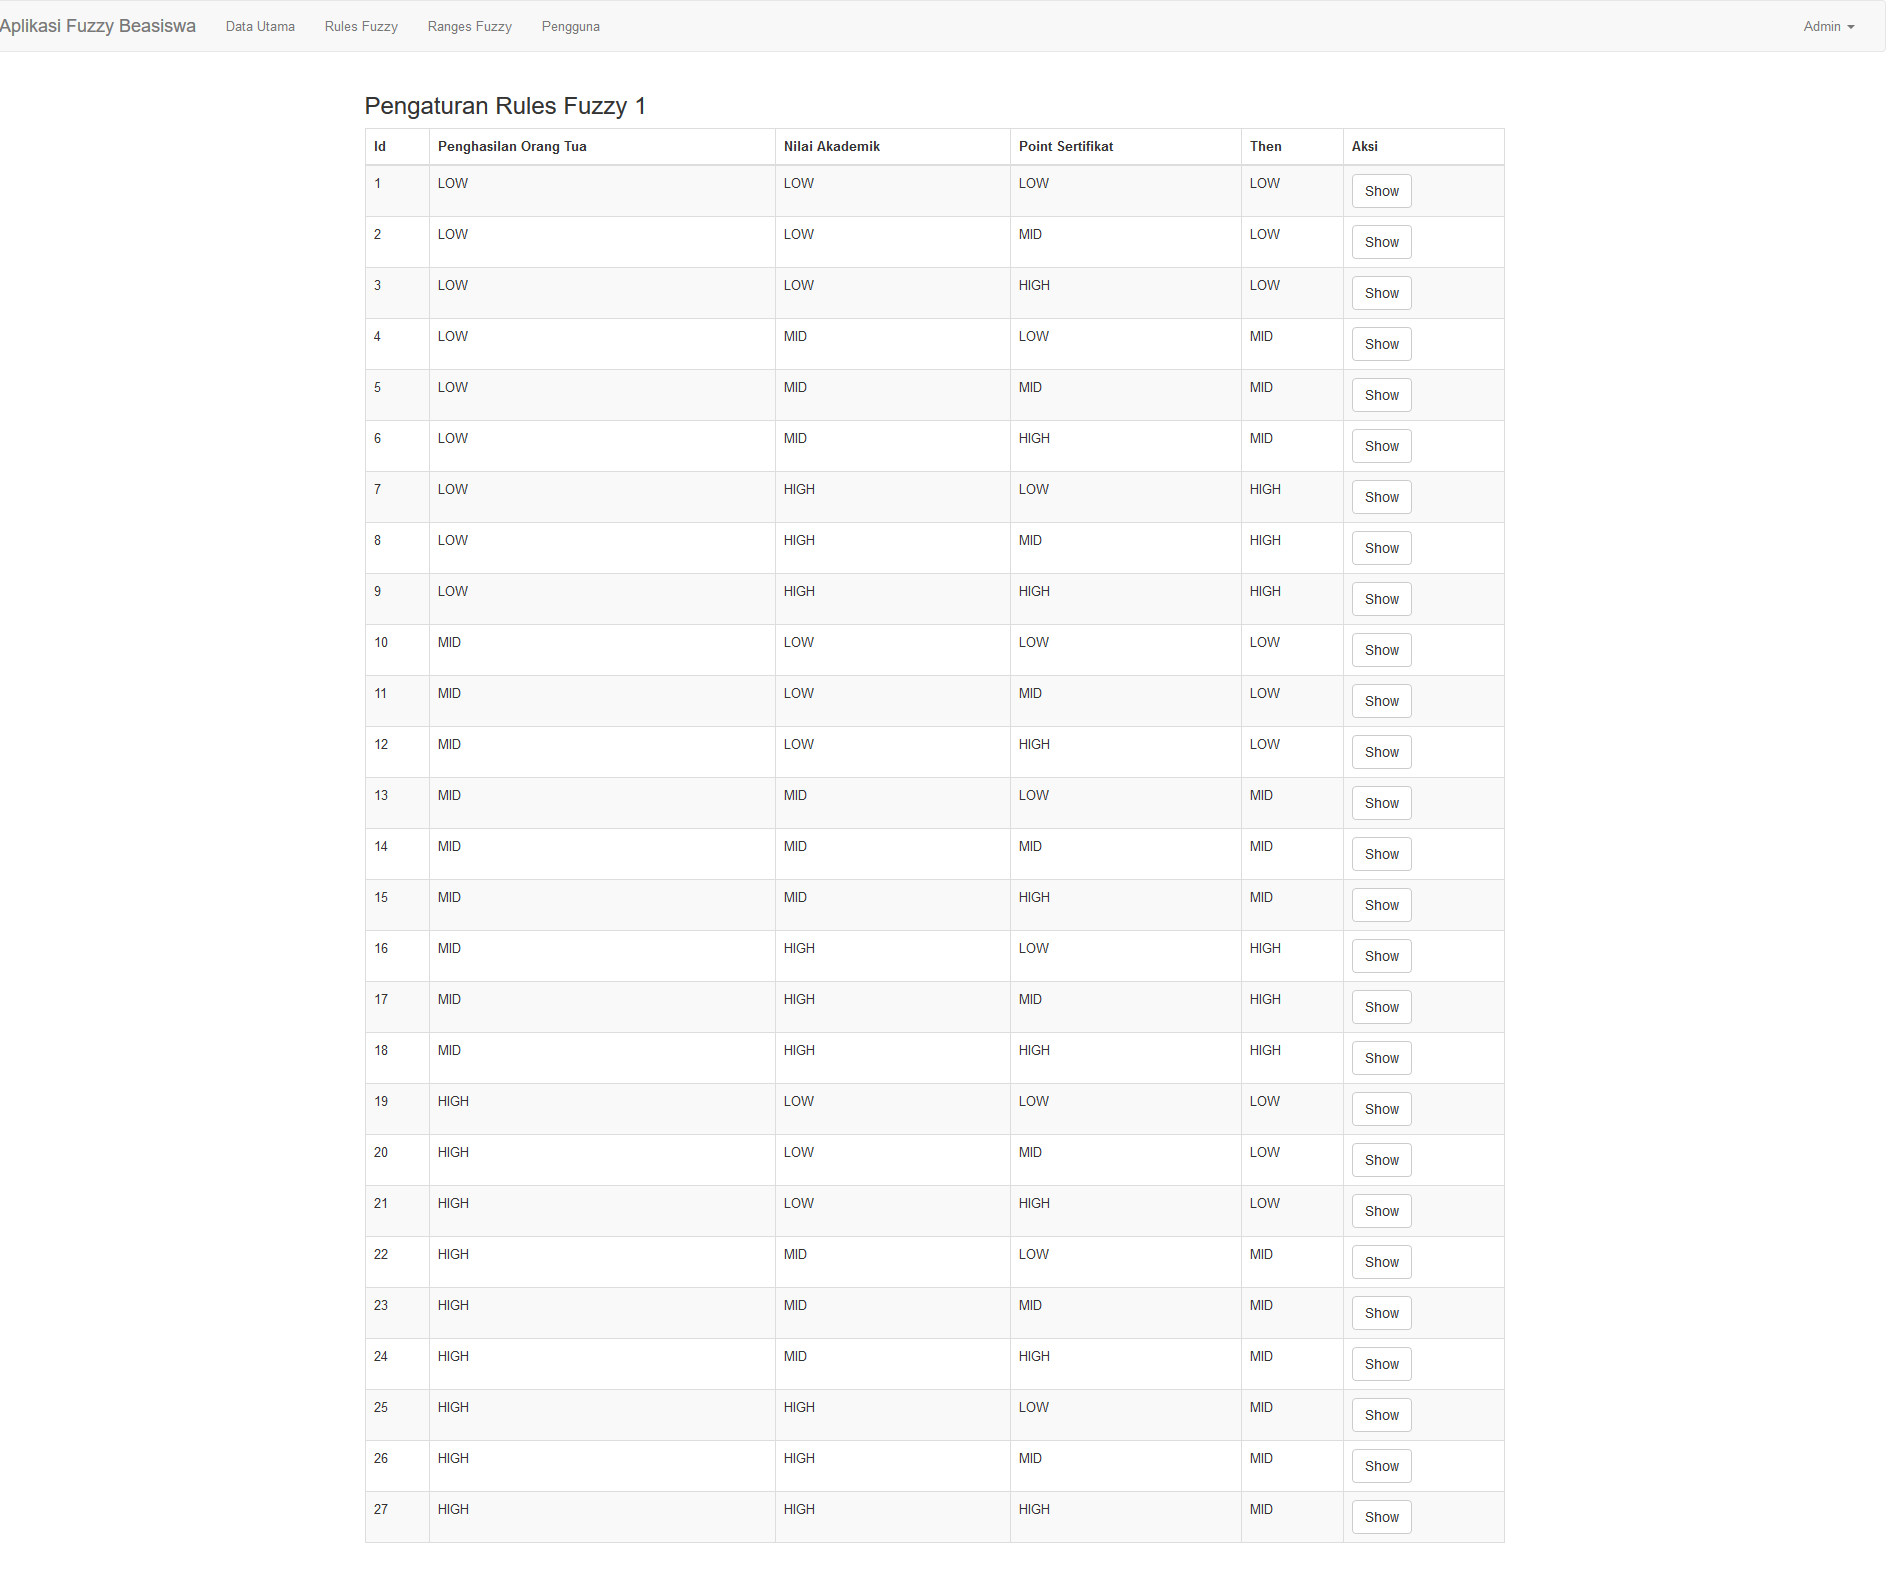 Aplikasi Fuzzy Beasiswa Data Utama Rules Fuzzy Ranges Fuzzy Pengguna Admin
Pengaturan Rules Fuzzy 1
Id Penghasilan Orang Tua Nilai Akademik Point Sertifikat Then Aksi
1 LOW LOW LOW LOW Show
2 LOW LOW MID LOW Show
3 LOW LOW HIGH LOW Show
4 LOW MID LOW MID Show
5 LOW MID MID MID Show
6 LOW MID HIGH MID Show
7 LOW HIGH LOW HIGH Show
8 LOW HIGH MID HIGH Show
9 LOW HIGH HIGH HIGH Show
10 MID LOW LOW LOW Show
11 MID LOW MID LOW Show
12 MID LOW HIGH LOW Show
13 MID MID LOW MID Show
14 MID MID MID MID Show
15 MID MID HIGH MID Show
16 MID HIGH LOW HIGH Show
17 MID HIGH MID HIGH Show
18 MID HIGH HIGH HIGH Show
19 HIGH LOW LOW LOW Show
20 HIGH LOW MID LOW Show
21 HIGH LOW HIGH LOW Show
22 HIGH MID LOW MID Show
23 HIGH MID MID MID Show
24 HIGH MID HIGH MID Show
25 HIGH HIGH LOW MID Show
26 HIGH HIGH MID MID Show
27 HIGH HIGH HIGH MID Show